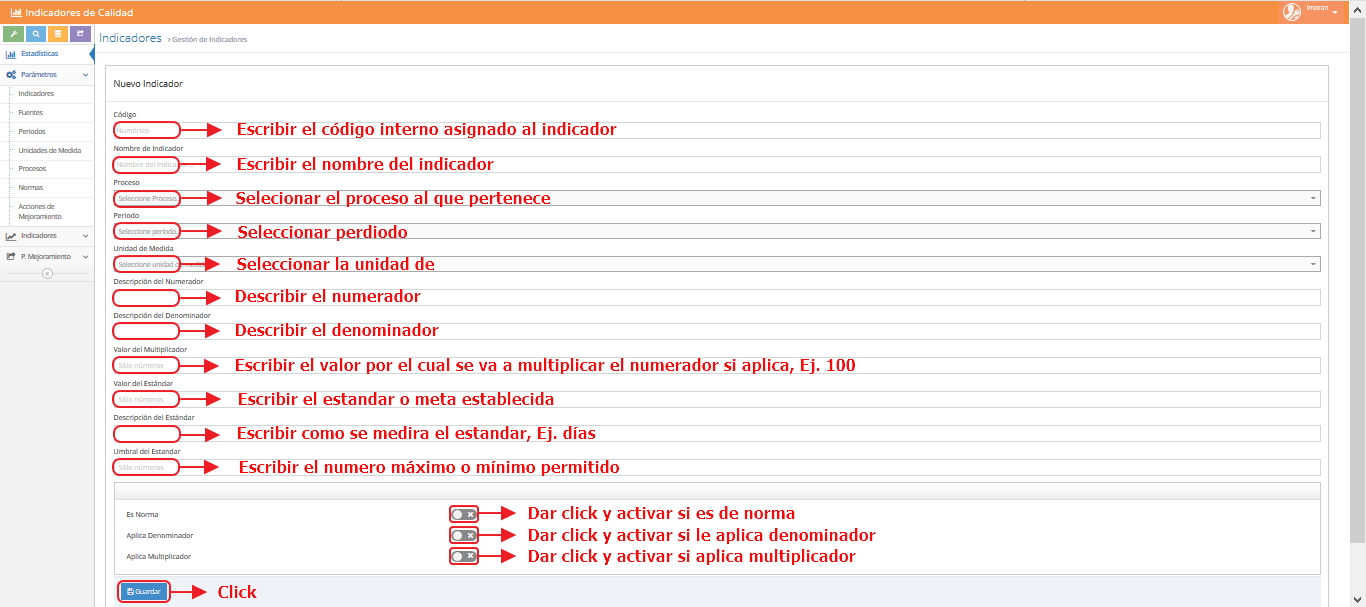 Indicadores de Calidad
lmoran
Indicadores > Gestión de Indicadores
Estadísticas
Parámetros
Indicadores
Fuentes
Periodos
Unidades de Medida
Procesos
Normas
Acciones de
Mejoramiento
Indicadores
P. Mejoramiento
Nuevo Indicador
Código
Numérico Escribir el código interno asignado al indicador
Nombre de Indicador
Nombre del Indica Escribir el nombre del indicador
Proceso
Seleccione Proceso. Selecionar el proceso al que pertenece
Periodo
Seleccione periodo. Seleccionar perdiodo
Unidad de Medida
Seleccione unidad de medida Seleccionar la unidad de
Descripción del Numerador
Describir el numerador
Descripción del Denominador
Describir el denominador
Valor del Multiplicador
Sólo números Escribir el valor por el cual se va a multiplicar el numerador si aplica, Ej. 100
Valor del Estándar
Sólo números Escribir el estandar o meta establecida
Descripción del Estándar
Escribir como se medira el estandar, Ej. días
Umbral del Estandar
Sólo números Escribir el numero máximo o mínimo permitido
Es Norma Dar click y activar si es de norma
Aplica Denominador Dar click y activar si le aplica denominador
Aplica Multiplicador Dar click y activar si aplica multiplicador
Guardar Click